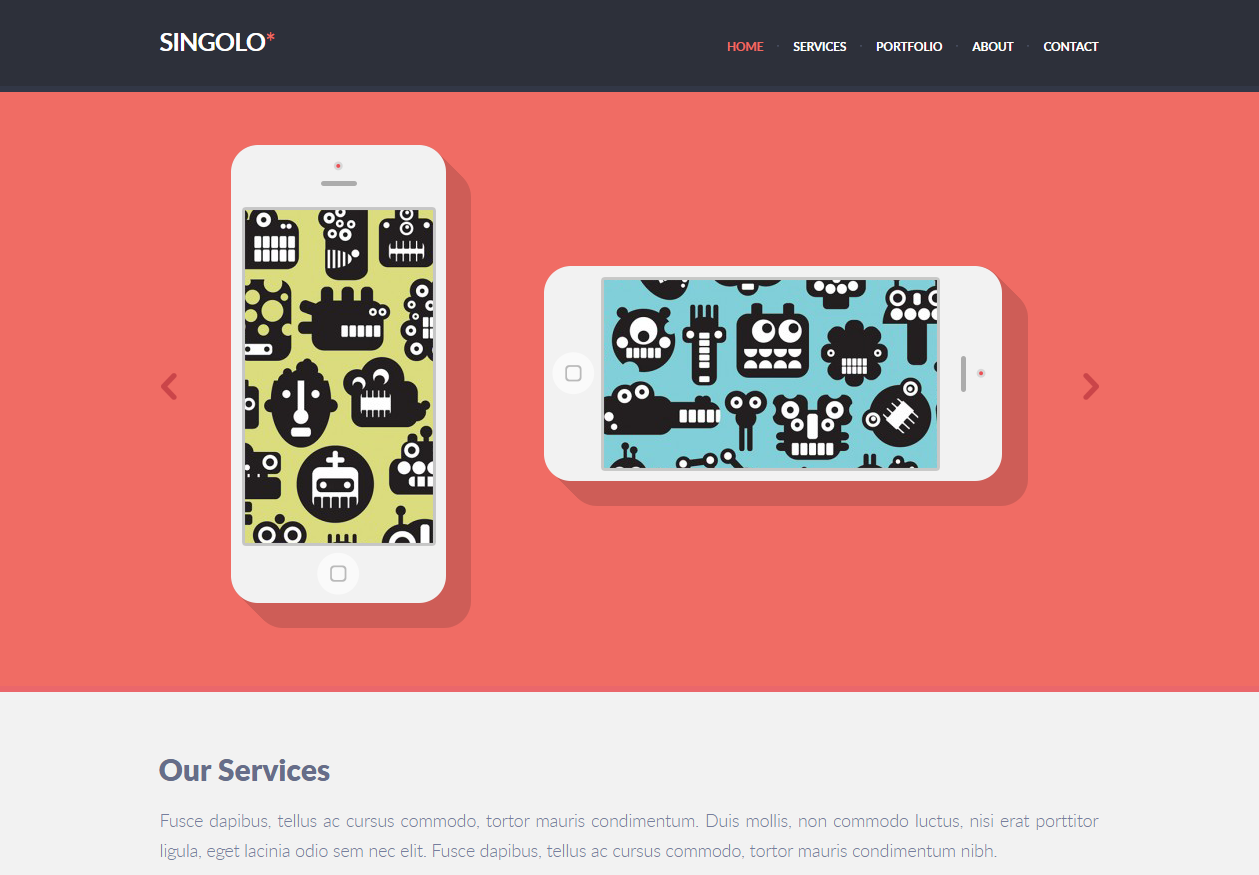 SINGOLO*
HOME · SERVICES · PORTFOLIO · ABOUT · CONTACT
Our Services
Fusce dapibus, tellus ac cursus commodo, tortor mauris condimentum. Duis mollis, non commodo luctus, nisi erat porttitor
ligula, eget lacinia odio sem nec elit. Fusce dapibus, tellus ac cursus commodo, tortor mauris condimentum nibh.